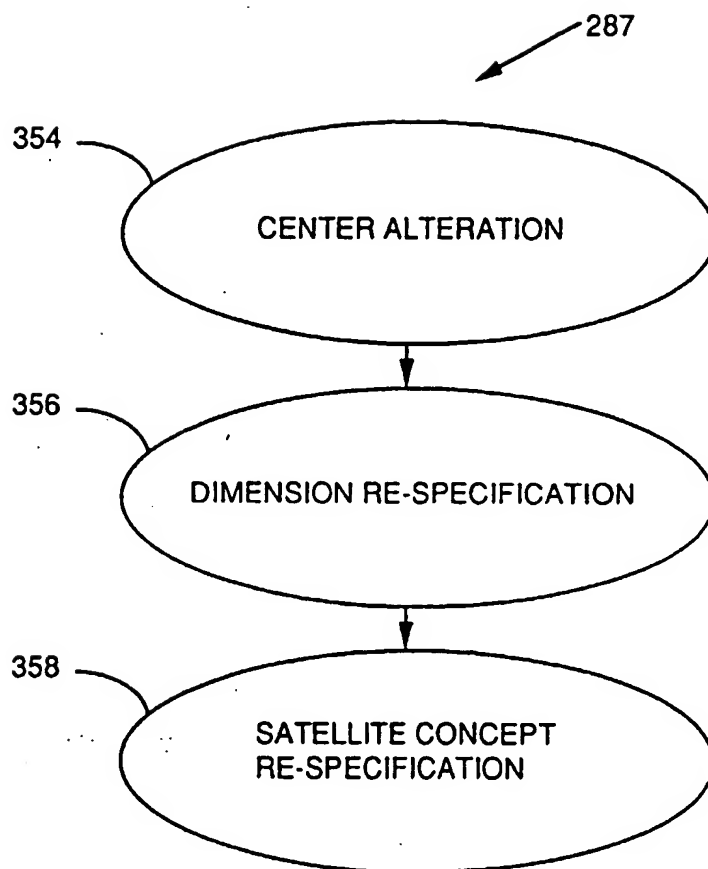 287
354
CENTER ALTERATION
356
DIMENSION RE-SPECIFICATION
358
SATELLITE CONCEPT
RE-SPECIFICATION